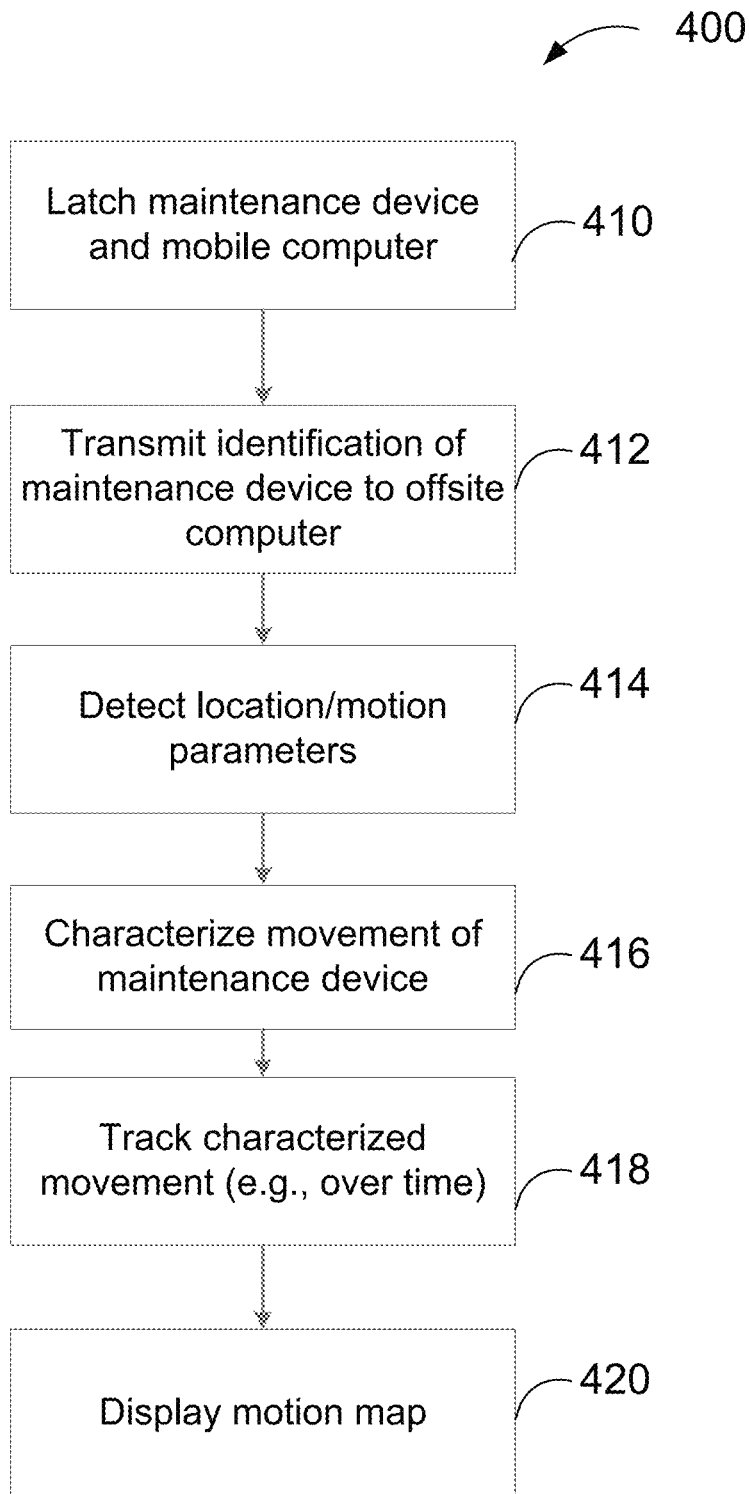 400
Latch maintenance device
and mobile computer
410
Transmit identification of
maintenance device to offsite
computer
412
Detect location/motion
parameters
414
Characterize movement of
maintenance device
416
Track characterized
movement (e.g., over time)
418
Display motion map
420